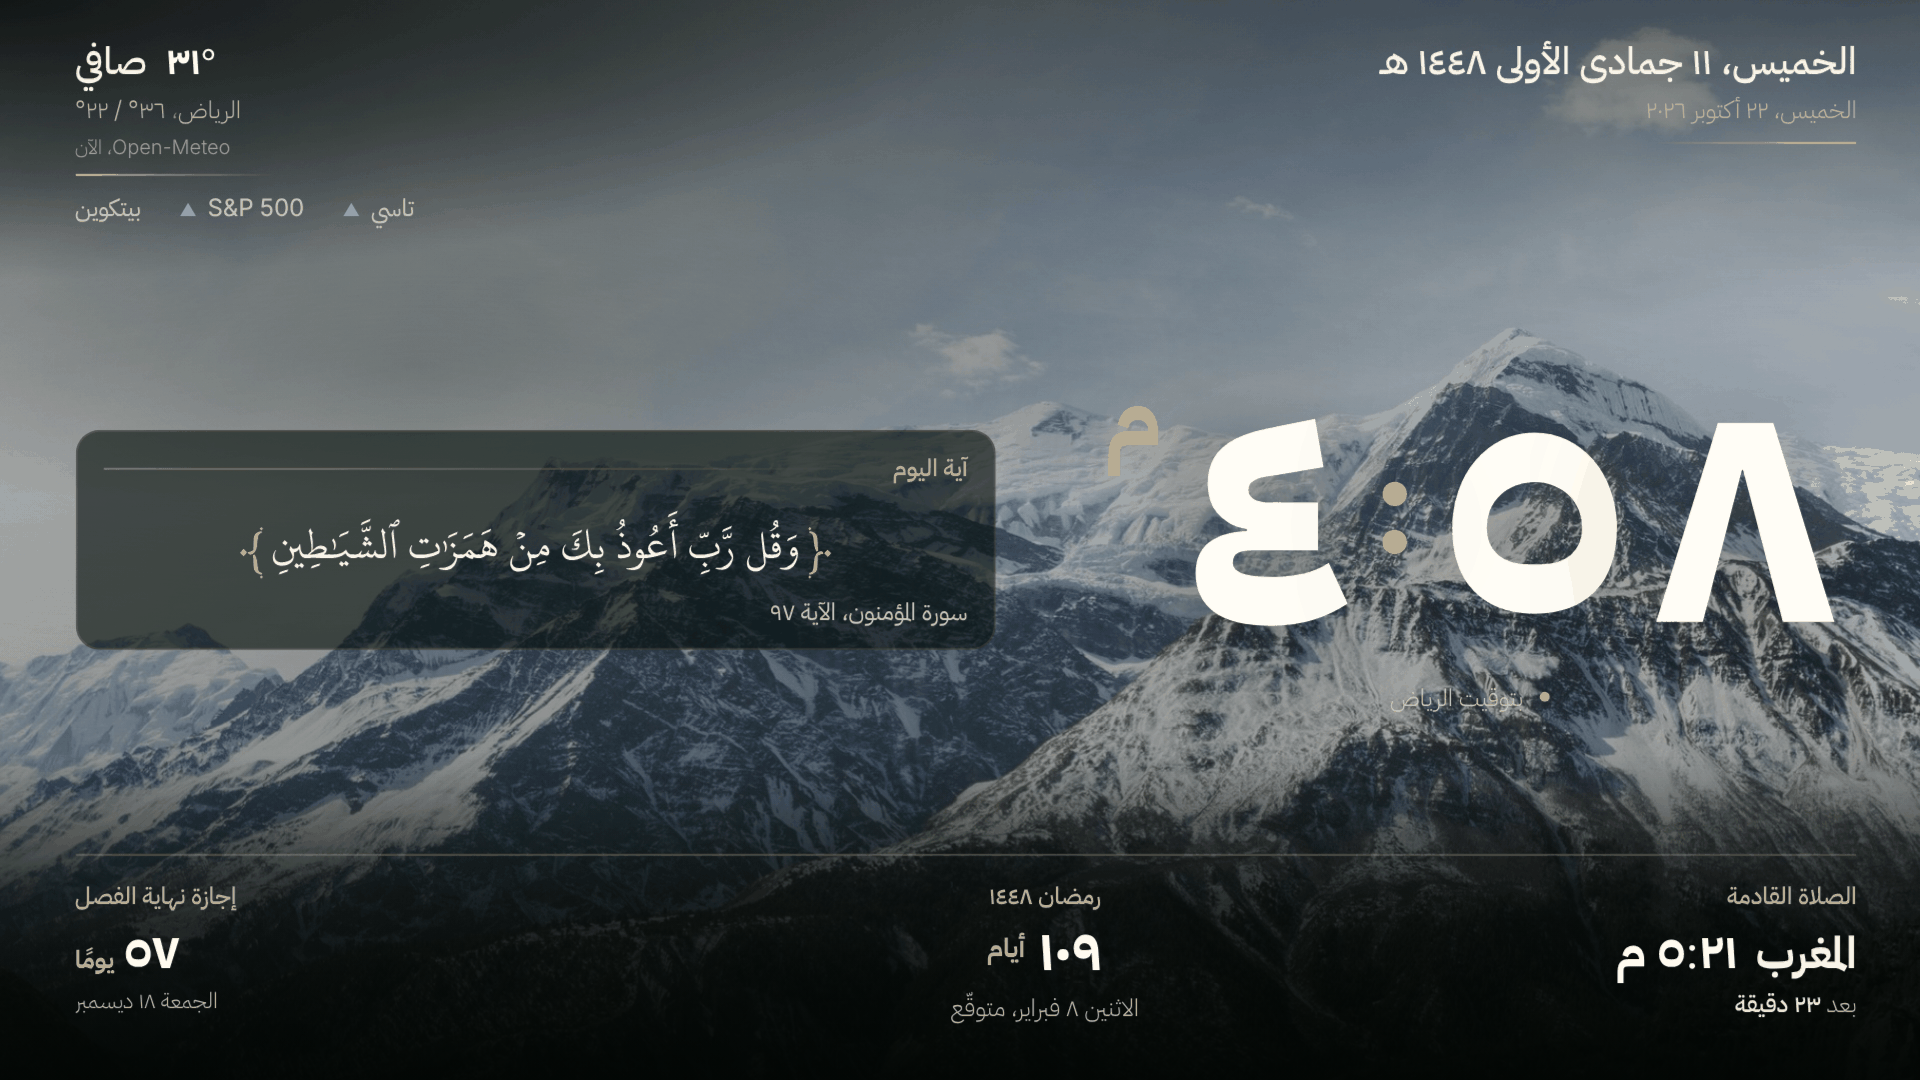 الخميس، ١١ جمادى الأولى ١٤٤٨ هـ
الخميس، ٢٢ أكتوبر ٢٠٢٦
٣١° صافي
الرياض، ٣٦° / ٢٢°
Open-Meteo، الآن
تاسي ▲ S&P 500 ▲ بيتكوين
٤:٥٨ م
بتوقيت الرياض
آية اليوم
﴿وَقُل رَّبِّ أَعُوذُ بِكَ مِنْ هَمَزَٰتِ ٱلشَّيَـٰطِينِ﴾
سورة المؤمنون، الآية ٩٧
الصلاة القادمة
المغرب ٥:٢١ م
بعد ٢٣ دقيقة
رمضان ١٤٤٨
١٠٩ أيام
الاثنين ٨ فبراير، متوقّع
إجازة نهاية الفصل
٥٧ يومًا
الجمعة ١٨ ديسمبر